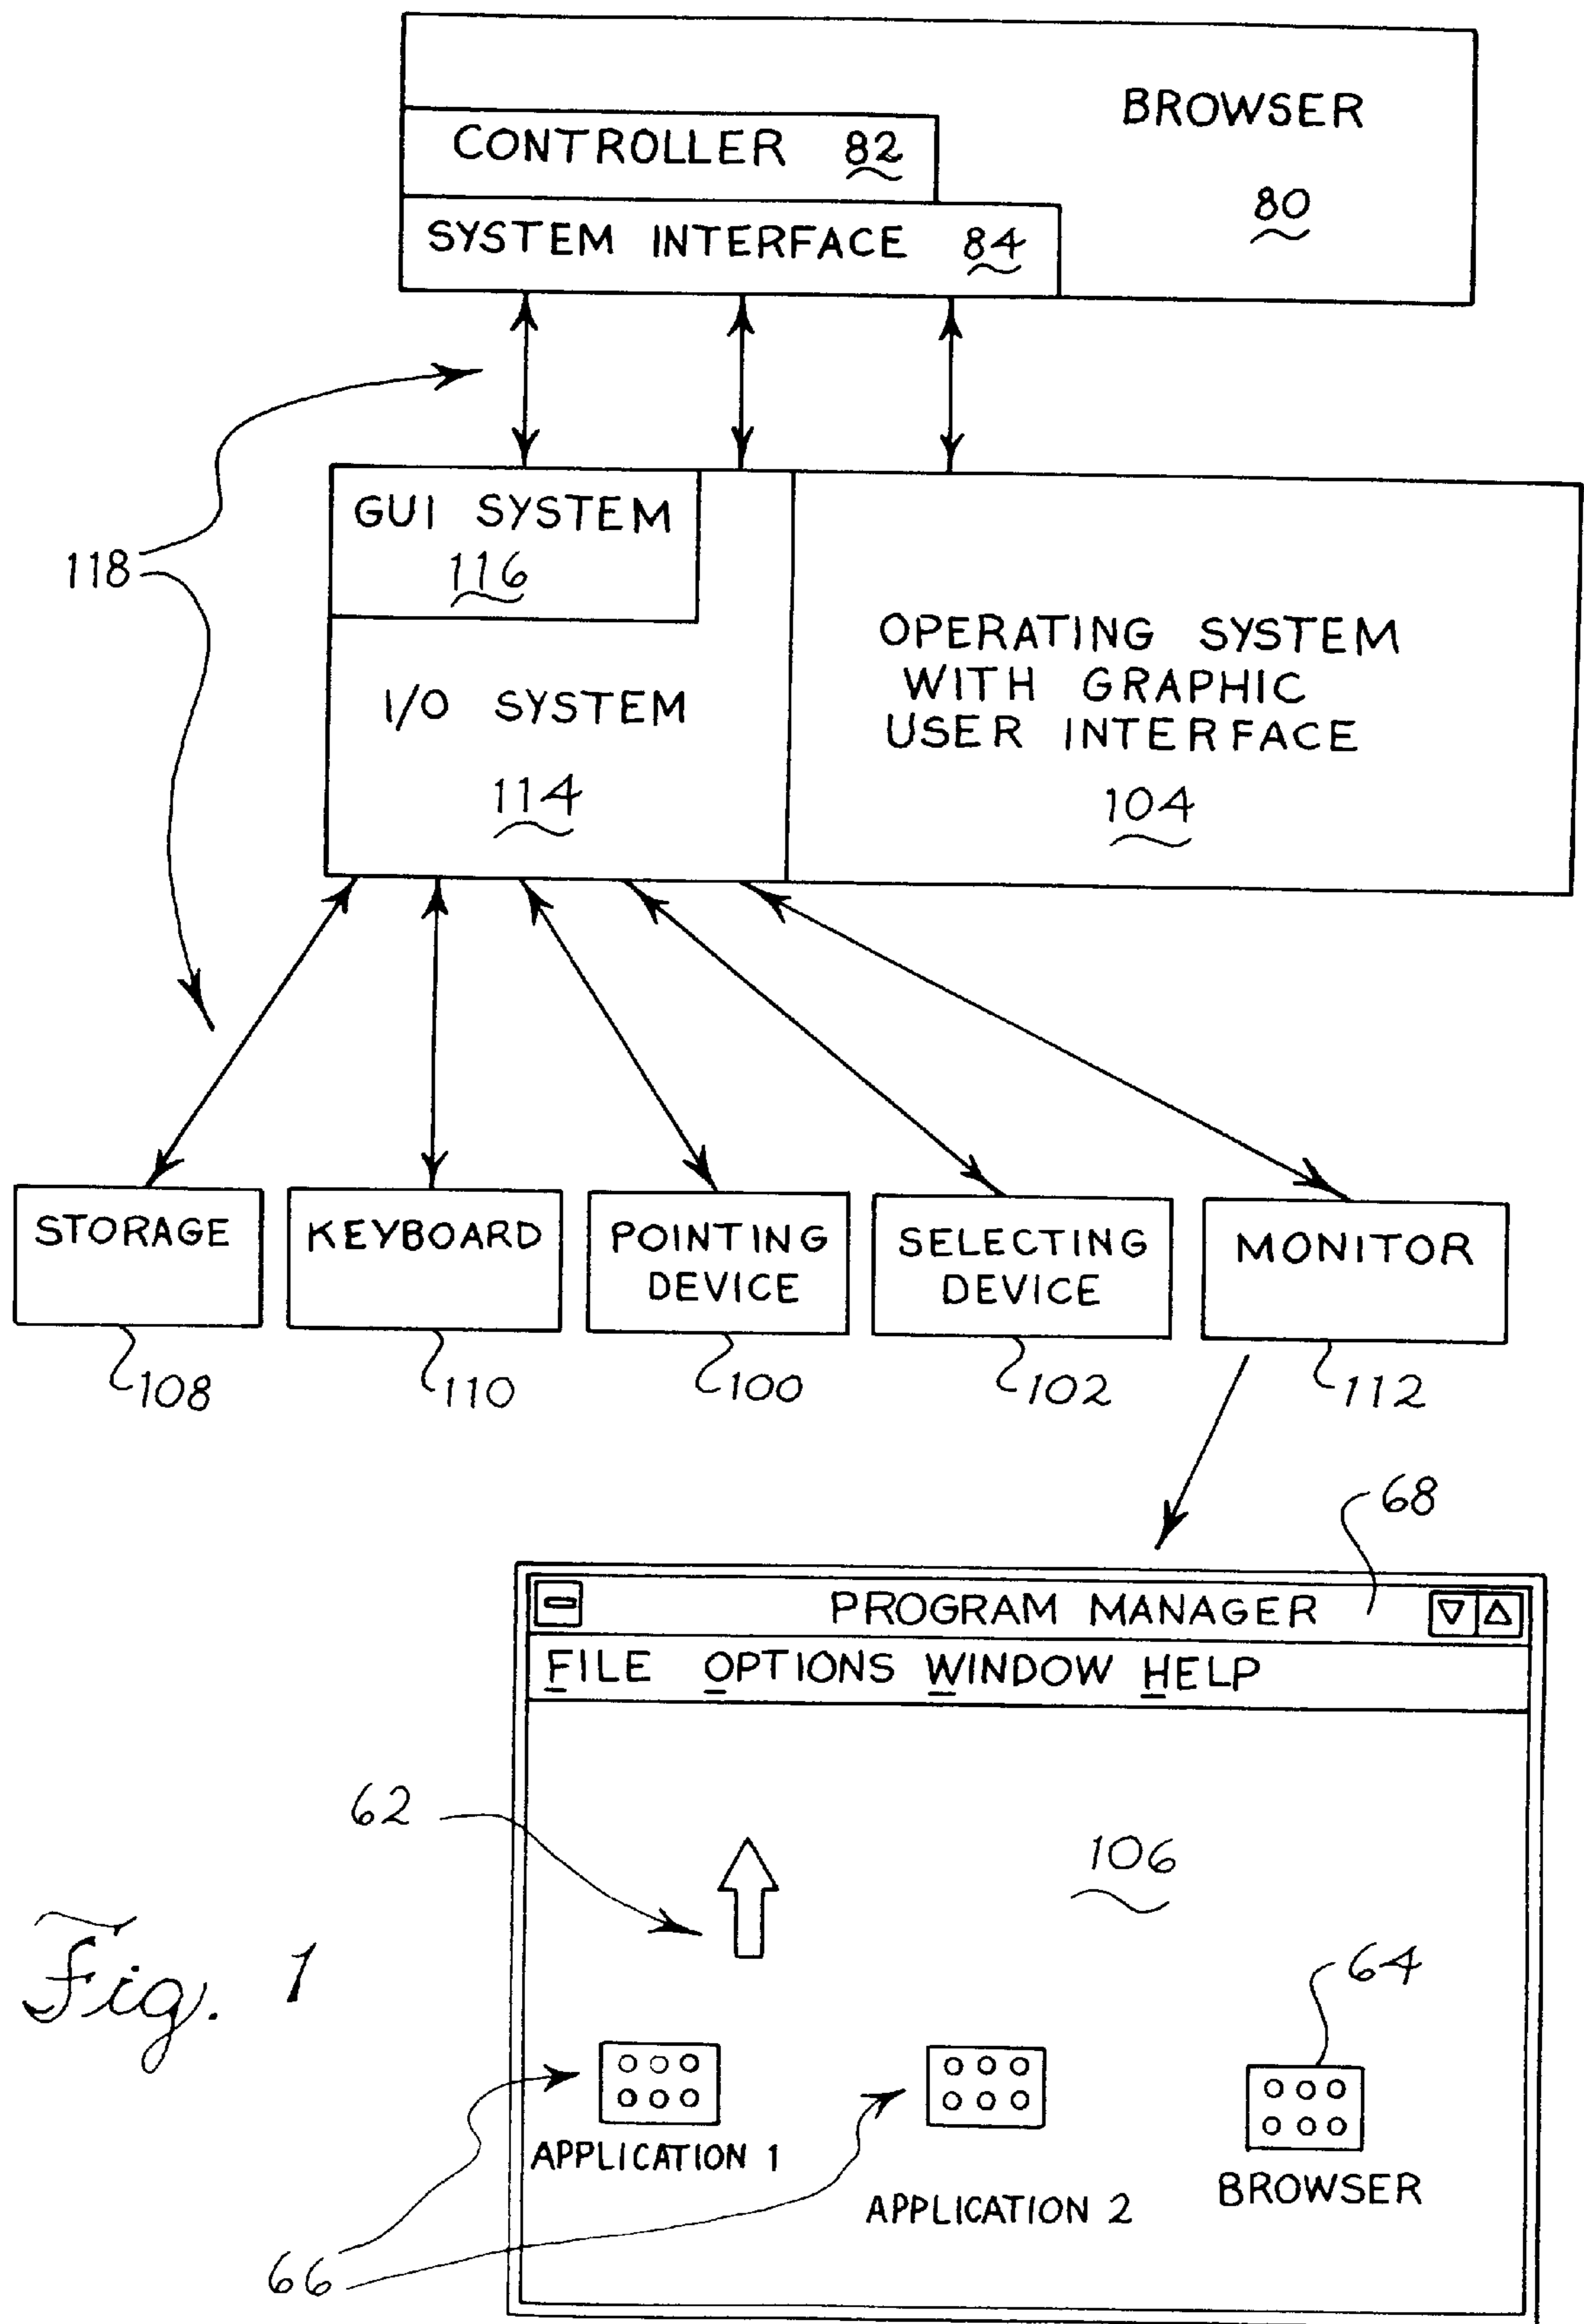 BROWSER
80
CONTROLLER 82
SYSTEM INTERFACE 84
118
GUI SYSTEM
116
I/O SYSTEM
114
OPERATING SYSTEM
WITH GRAPHIC
USER INTERFACE
104
STORAGE
108
KEYBOARD
110
POINTING
DEVICE
100
SELECTING
DEVICE
102
MONITOR
112
68
PROGRAM MANAGER
FILE OPTIONS WINDOW HELP
62
106
64
APPLICATION 1
APPLICATION 2
BROWSER
66
Fig. 1